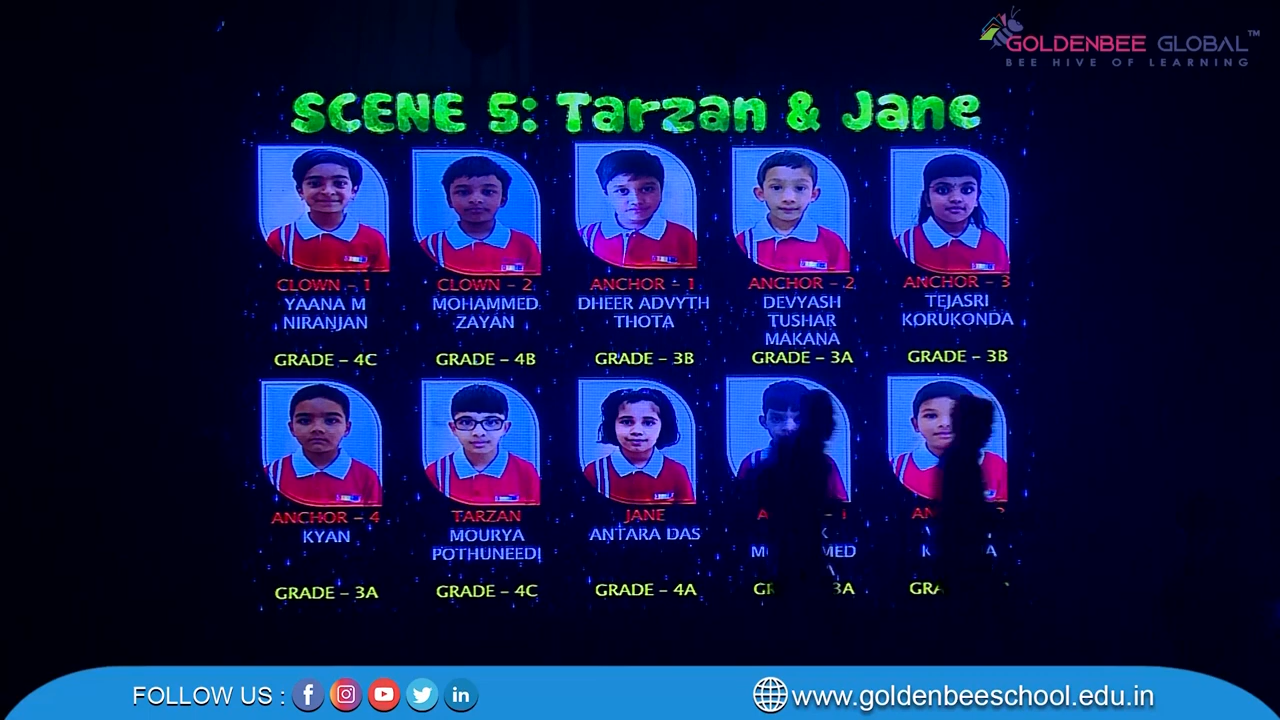 GOLDENBEE GLOBAL™
BEE HIVE OF LEARNING
SCENE 5: Tarzan & Jane
CLOWN - 1
YAANA M
NIRANJAN
GRADE - 4C
CLOWN - 2
MOHAMMED
ZAYAN
GRADE - 4B
ANCHOR - 1
DHEER ADVYTH
THOTA
GRADE - 3B
ANCHOR - 2
DEVYASH
TUSHAR
MAKANA
GRADE - 3A
ANCHOR - 3
TEJASRI
KORUKONDA
GRADE - 3B
ANCHOR - 4
KYAN
GRADE - 3A
TARZAN
MOURYA
POTHUNEEDI
GRADE - 4C
JANE
ANTARA DAS
GRADE - 4A
FOLLOW US :
www.goldenbeeschool.edu.in